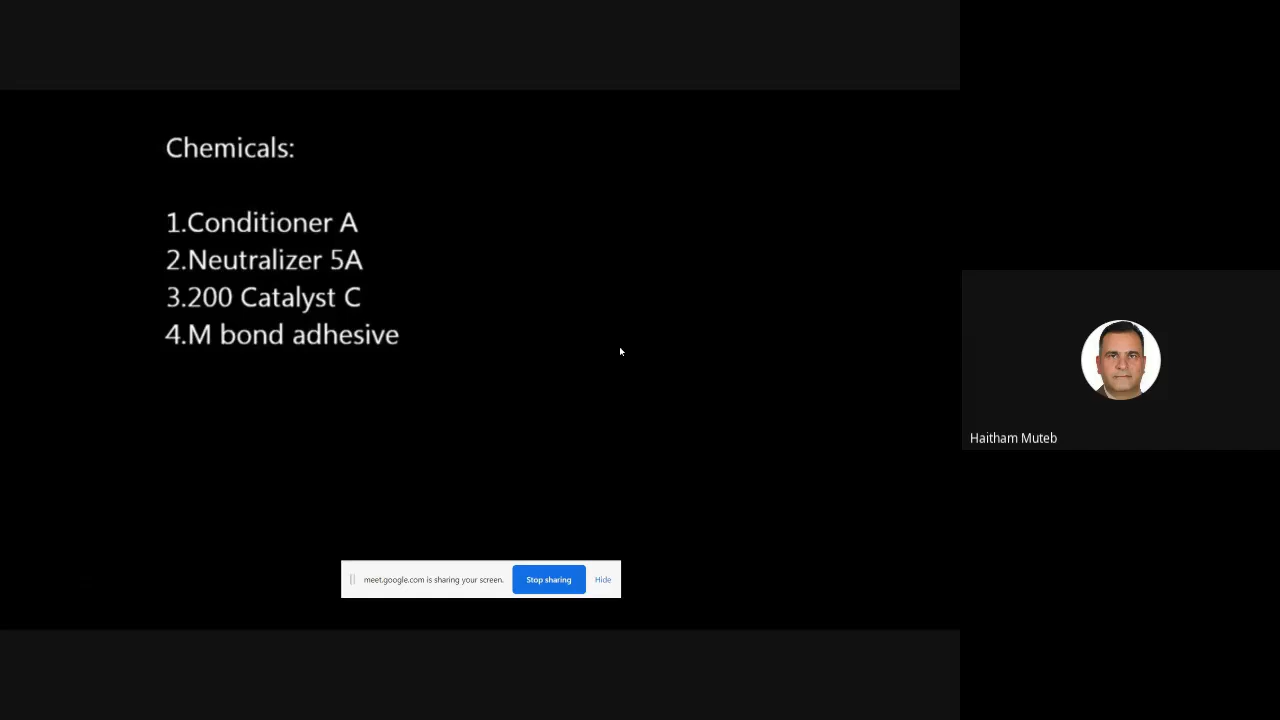 Chemicals:
1.Conditioner A
2.Neutralizer 5A
3.200 Catalyst C
4.M bond adhesive
Haitham Muteb
meet.google.com is sharing your screen. Stop sharing Hide